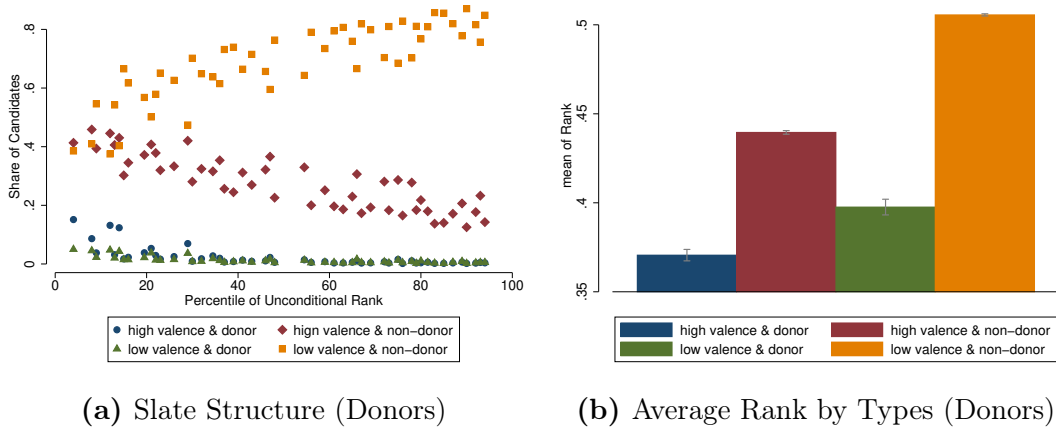 .8
.6
.4
.2
0
Share of Candidates
0 20 40 60 80 100
Percentile of Unconditional Rank
high valence & donor hign valence & non-donor
low valence & donor low valence & non-donor
(a) Slate Structure (Donors)
.5
.45
.4
.35
mean of Rank
high valence & donor high valence & non-donor
low valence & donor low valence & non-donor
(b) Average Rank by Types (Donors)